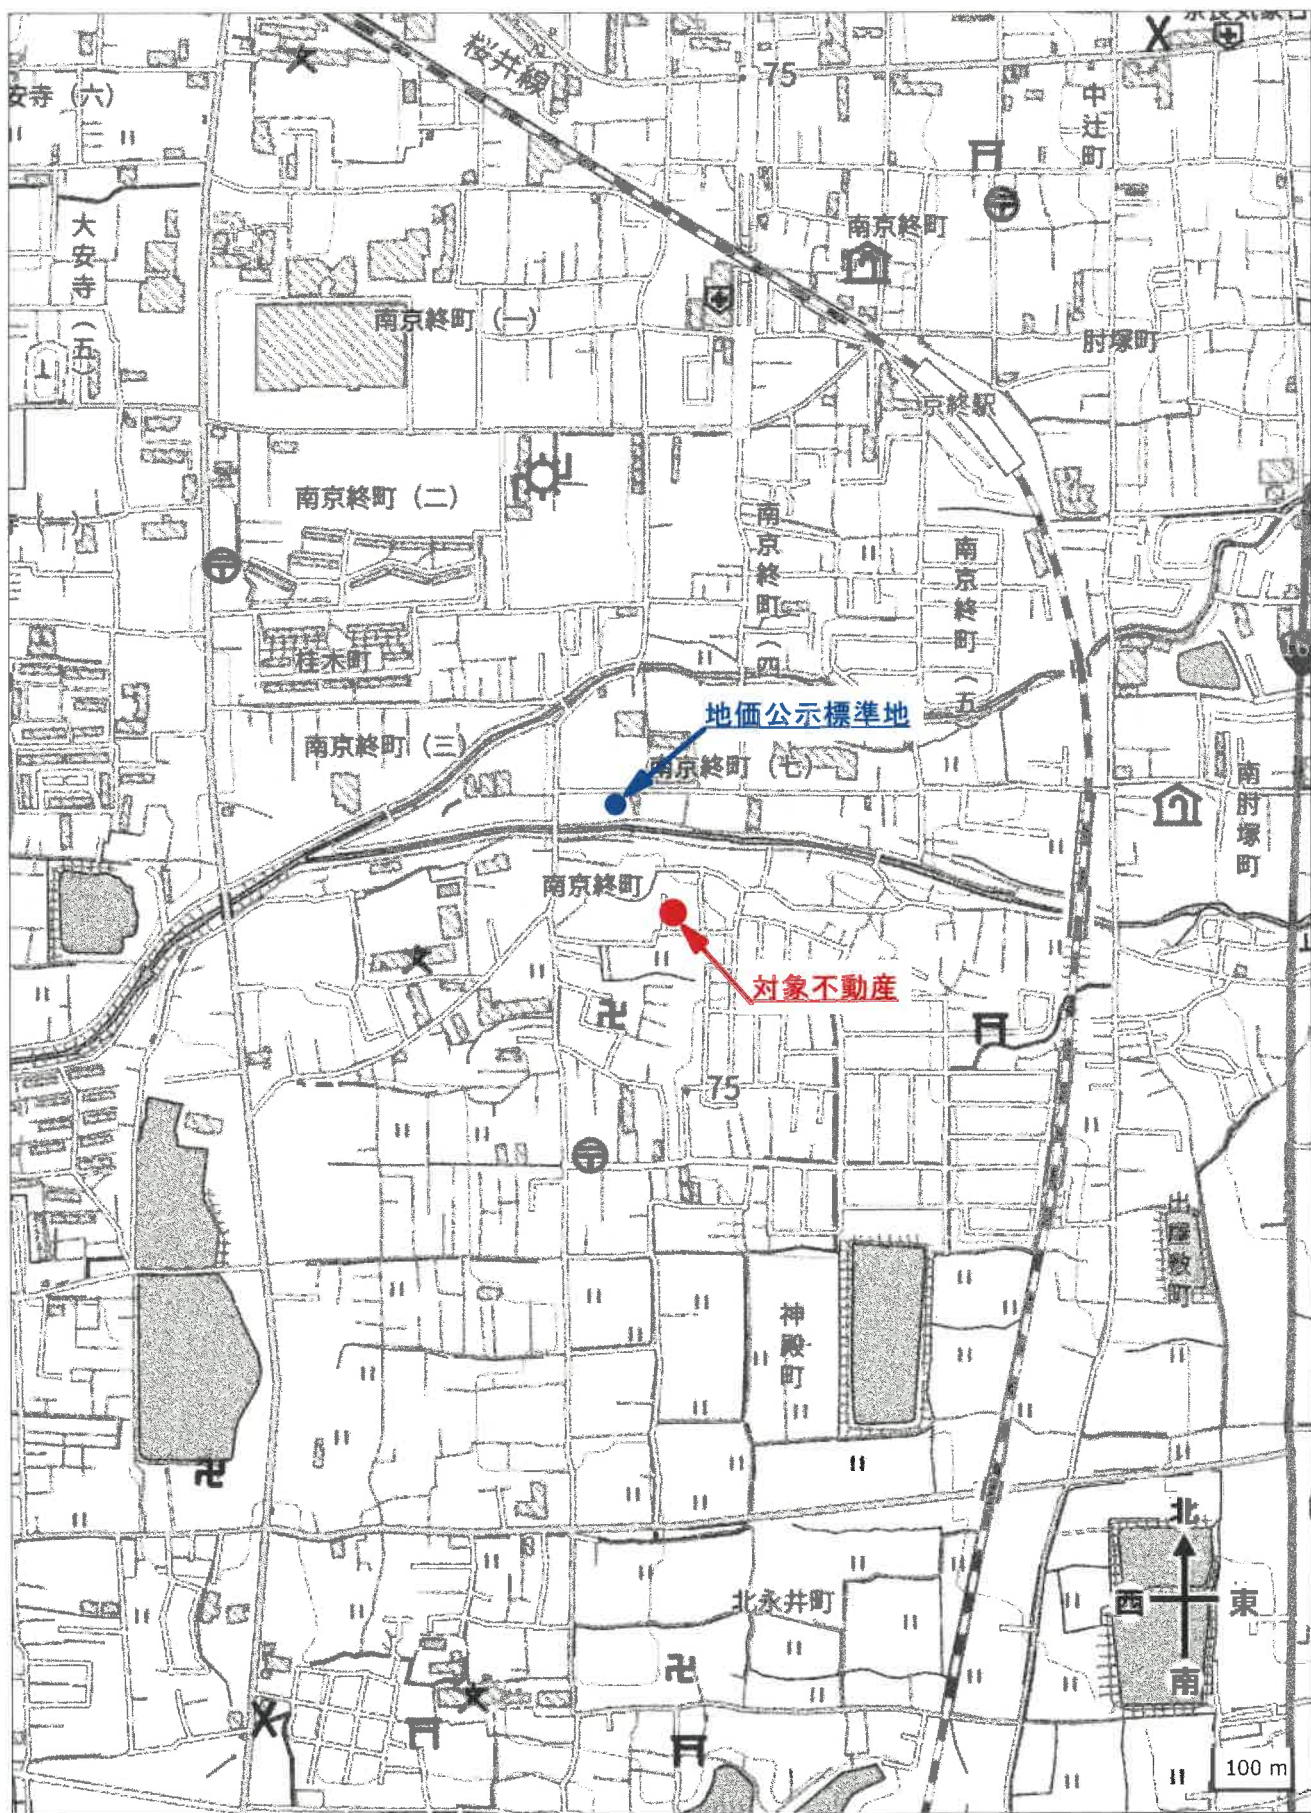 桜井線
75
安寺（六）
中辻町
大安寺（五）
南京終町
南京終町（一）
肘塚町
京終駅
南京終町（二）
南京終町（四
南京終町（五
南京終町（三）
地価公示標準地
南京終町（七）
南肘塚町
南京終町
対象不動産
75
神殿町
北永井町
北
西
東
南
100 m